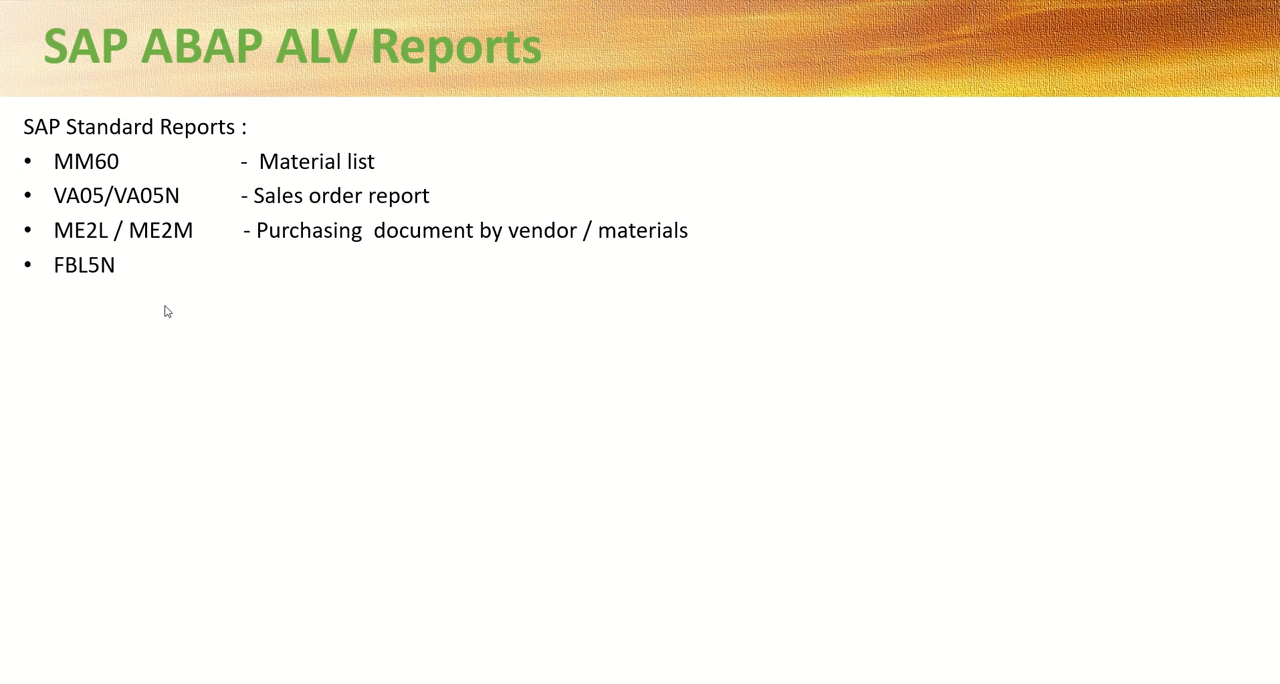 SAP ABAP ALV Reports
SAP Standard Reports :
• MM60 - Material list
• VA05/VA05N - Sales order report
• ME2L / ME2M - Purchasing document by vendor / materials
• FBL5N